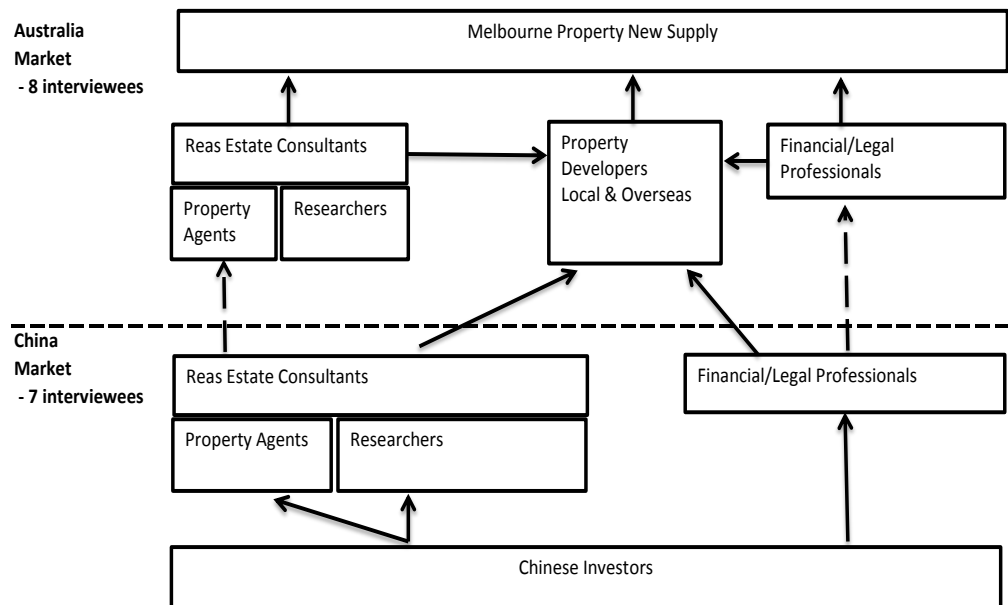 Australia
Market
- 8 interviewees
Melbourne Property New Supply
Reas Estate Consultants
Property
Agents
Researchers
Property
Developers
Local & Overseas
Financial/Legal
Professionals
China
Market
- 7 interviewees
Reas Estate Consultants
Property Agents
Researchers
Financial/Legal Professionals
Chinese Investors